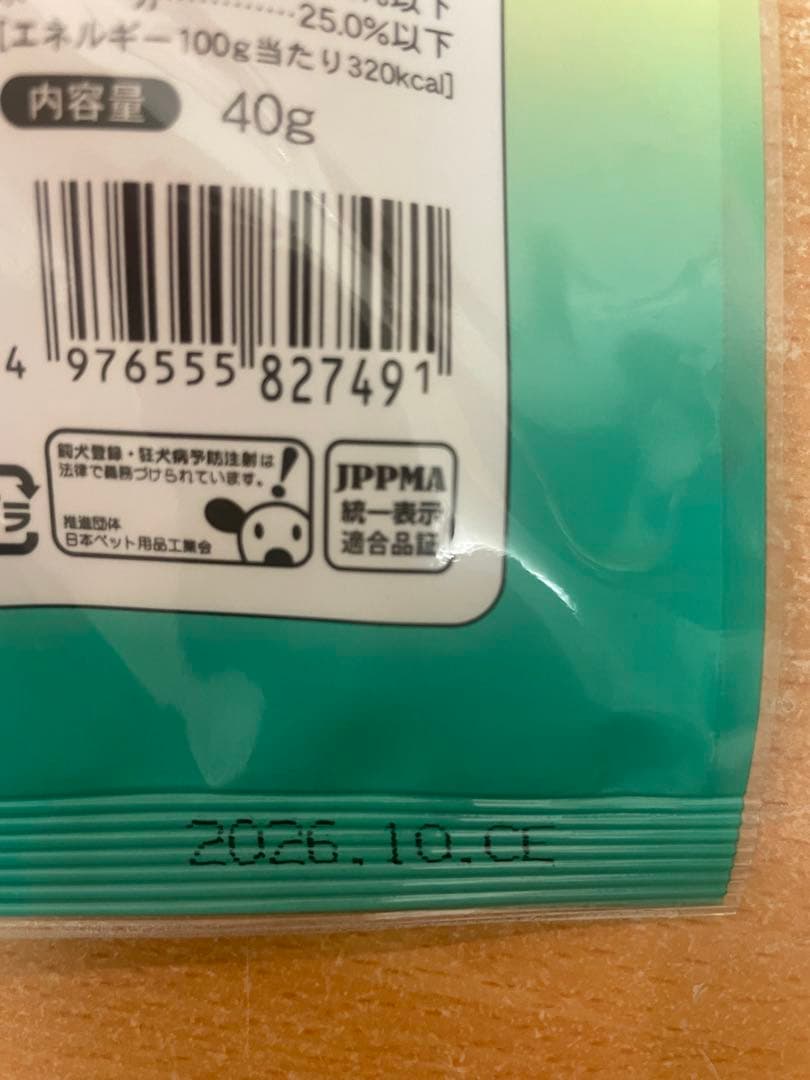 25.0%以下
[エネルギー100g当たり320kcal]
内容量 40g
4 976555 827491
飼犬登録・狂犬病予防注射は
法律で義務づけられています。
推進団体
日本ペット用品工業会
JPPMA
統一表示
適合品証
プラ
2026.10.CE